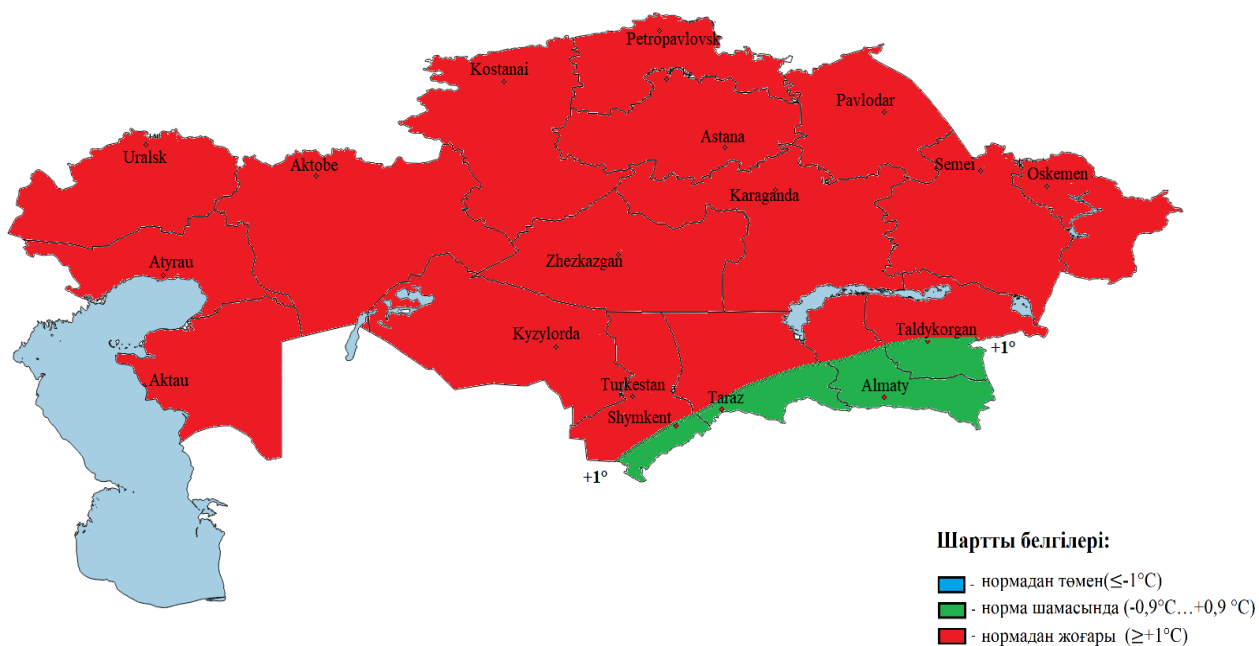 Petropavlovsk
Kostanai
Pavlodar
Astana
Uralsk
Aktobe
Semei
Oskemen
Karaganda
Atyrau
Zhezkazgan
Kyzylorda
Taldykorgan
+1°
Aktau
Turkestan
Almaty
Taraz
Shymkent
+1°
Шартты белгілері:
- нормадан төмен(≤-1°C)
- норма шамасында (-0,9°C...+0,9 °C)
- нормадан жоғары (≥+1°C)